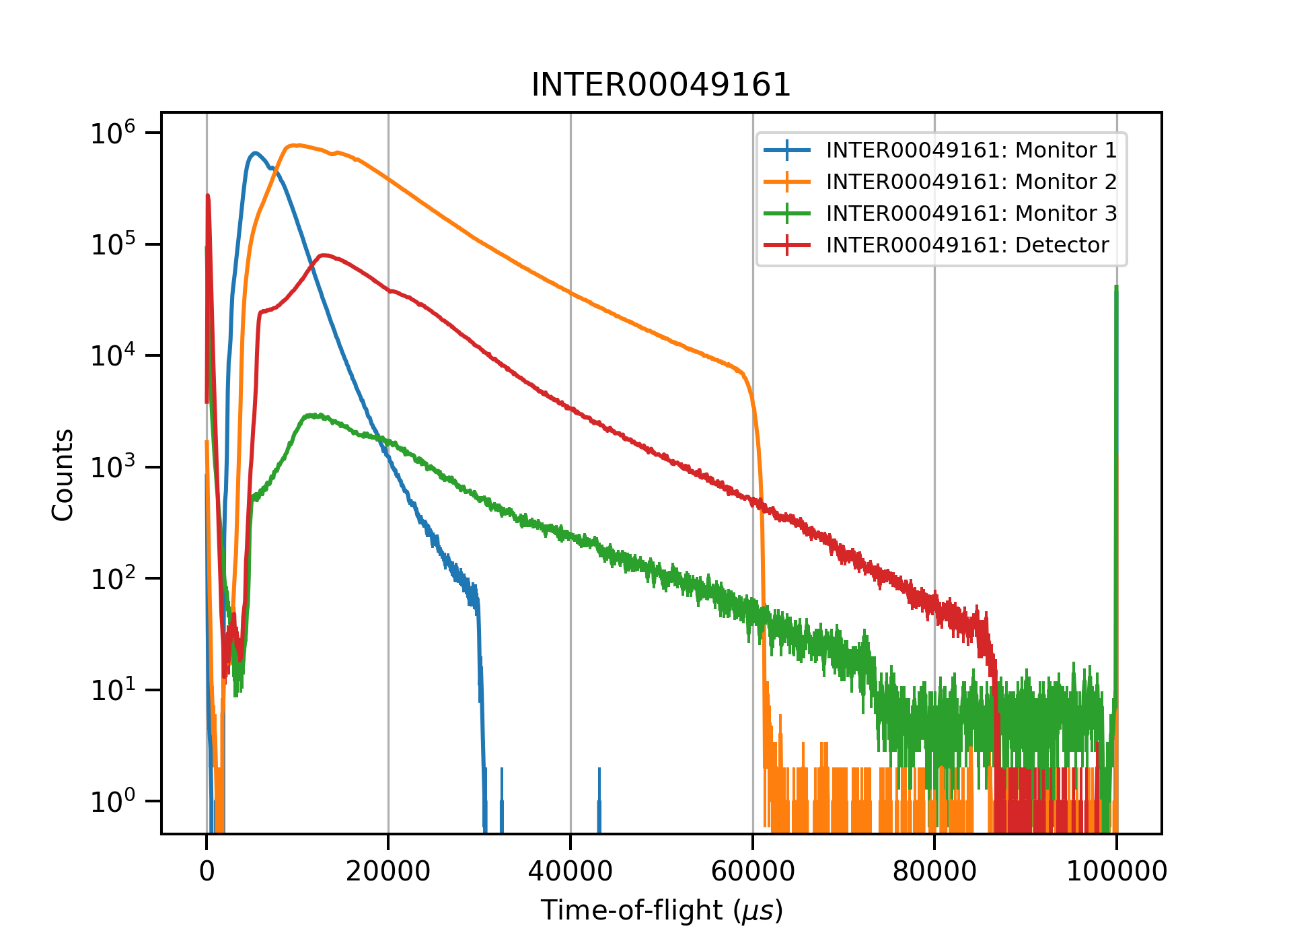 INTER00049161
10⁶
10⁵
10⁴
10³
10²
10¹
10⁰
Counts
INTER00049161: Monitor 1
INTER00049161: Monitor 2
INTER00049161: Monitor 3
INTER00049161: Detector
0 20000 40000 60000 80000 100000
Time-of-flight (μs)